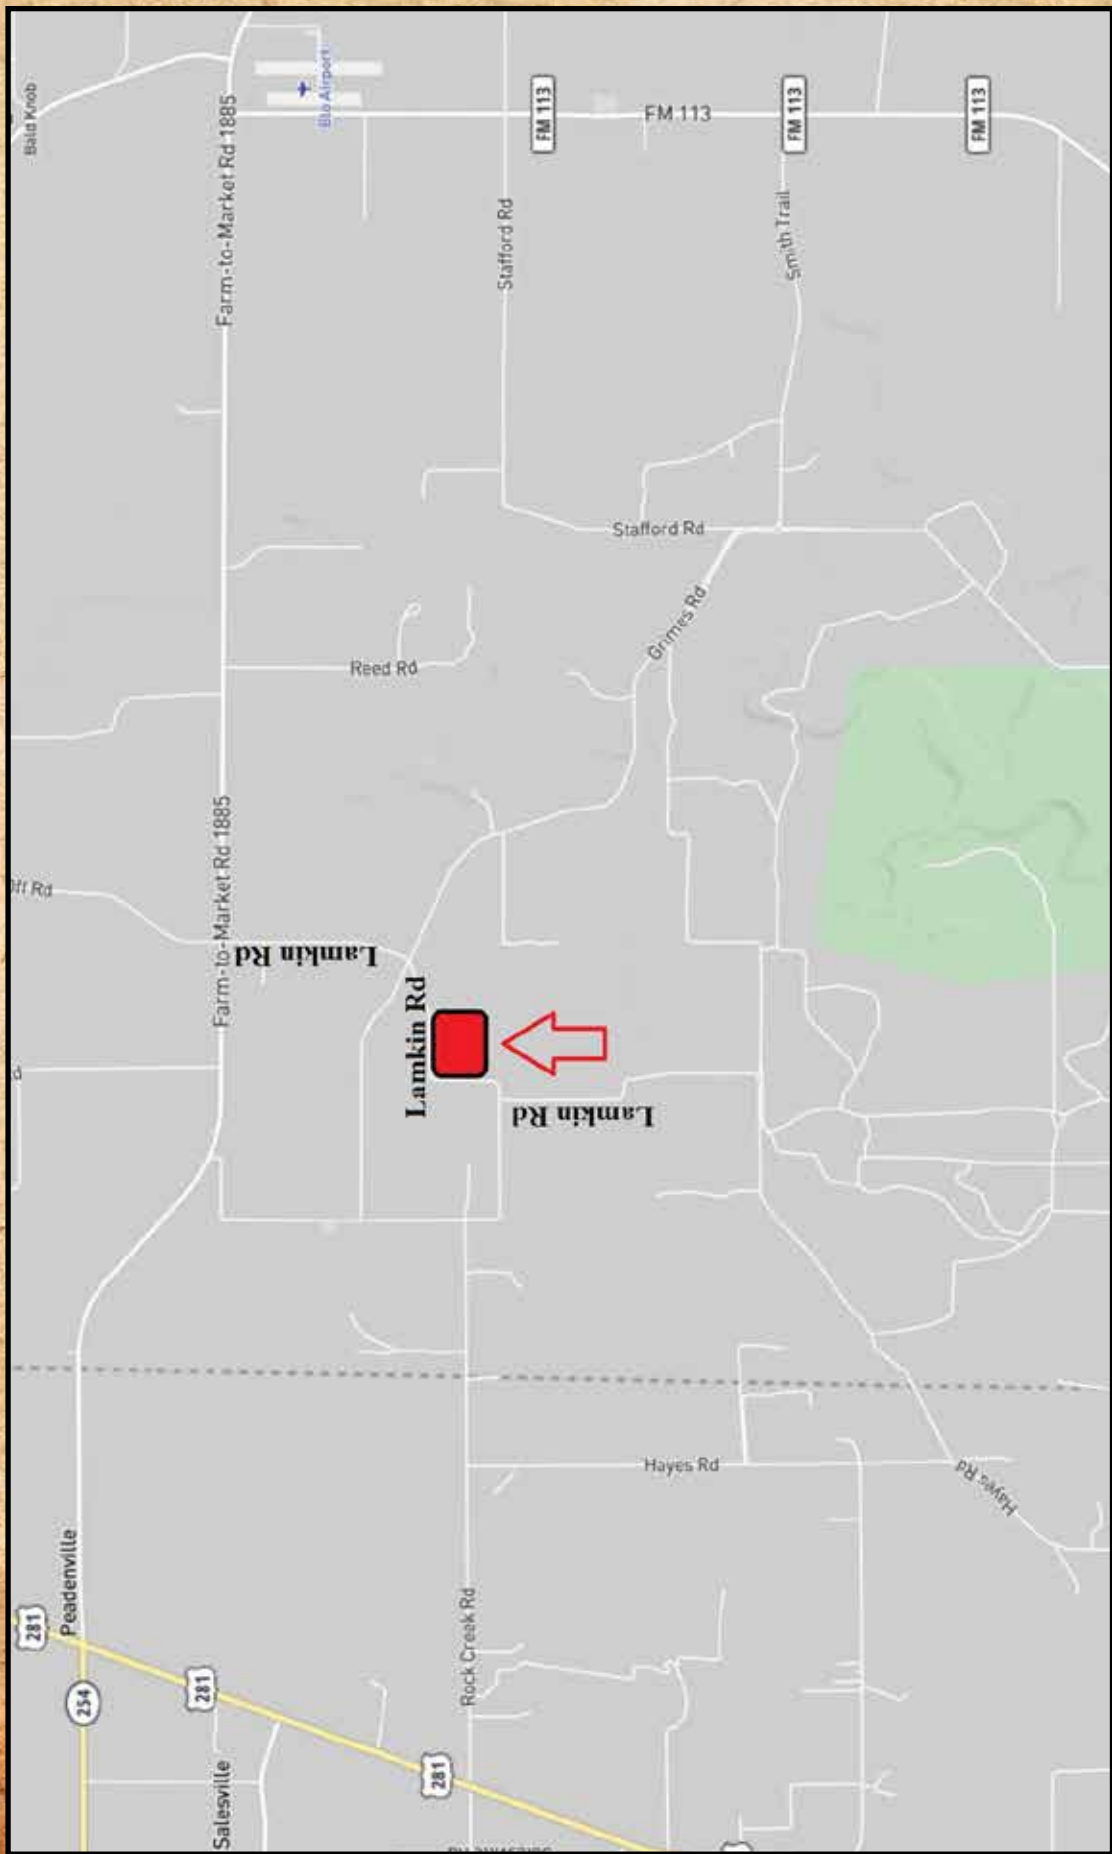 281
Bald Knob
Rd
Peadenville
254
281
Salesville
Farm-to-Market Rd 1885
Farm-to-Market Rd 1885
Lamkin Rd
Airport
Reed Rd
Lamkin Rd
281
Rock Creek Rd
Stafford Rd
FM 113
Lamkin Rd
Stafford Rd
Grimes Rd
Hayes Rd
FM 113
Smith Trail
FM 113
Hayes Rd
FM 113